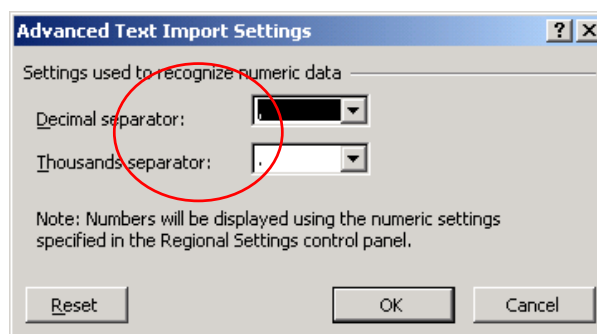 Advanced Text Import Settings
Settings used to recognize numeric data
Decimal separator: ,
Thousands separator: .
Note: Numbers will be displayed using the numeric settings
specified in the Regional Settings control panel.
Reset OK Cancel